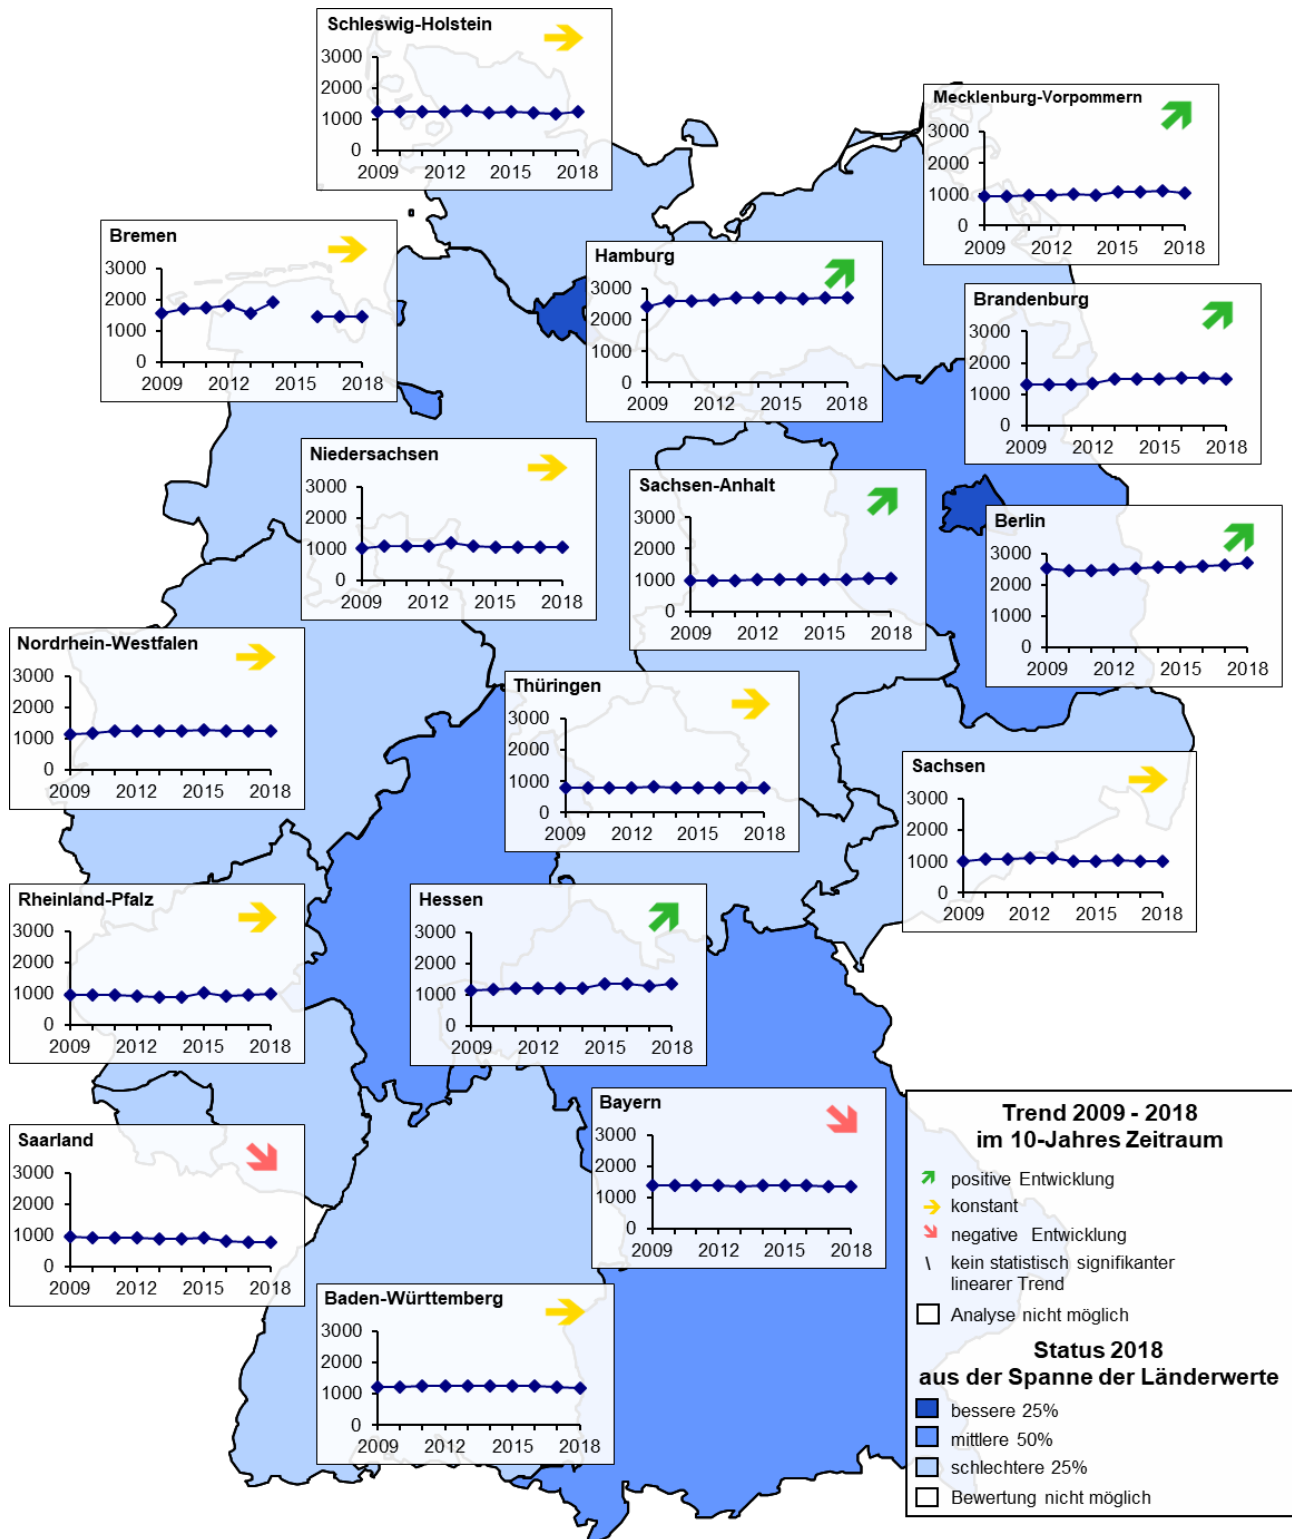 Schleswig-Holstein
3000
2000
1000
0
2009 2012 2015 2018
Mecklenburg-Vorpommern
3000
2000
1000
0
2009 2012 2015 2018
Bremen
3000
2000
1000
0
2009 2012 2015 2018
Hamburg
3000
2000
1000
0
2009 2012 2015 2018
Brandenburg
3000
2000
1000
0
2009 2012 2015 2018
Niedersachsen
3000
2000
1000
0
2009 2012 2015 2018
Sachsen-Anhalt
3000
2000
1000
0
2009 2012 2015 2018
Berlin
3000
2000
1000
0
2009 2012 2015 2018
Nordrhein-Westfalen
3000
2000
1000
0
2009 2012 2015 2018
Thüringen
3000
2000
1000
0
2009 2012 2015 2018
Sachsen
3000
2000
1000
0
2009 2012 2015 2018
Rheinland-Pfalz
3000
2000
1000
0
2009 2012 2015 2018
Hessen
3000
2000
1000
0
2009 2012 2015 2018
Saarland
3000
2000
1000
0
2009 2012 2015 2018
Bayern
3000
2000
1000
0
2009 2012 2015 2018
Baden-Württemberg
3000
2000
1000
0
2009 2012 2015 2018
Trend 2009 - 2018
im 10-Jahres Zeitraum
positive Entwicklung
konstant
negative Entwicklung
\ kein statistisch signifikanter
linearer Trend
Analyse nicht möglich
Status 2018
aus der Spanne der Länderwerte
bessere 25%
mittlere 50%
schlechtere 25%
Bewertung nicht möglich